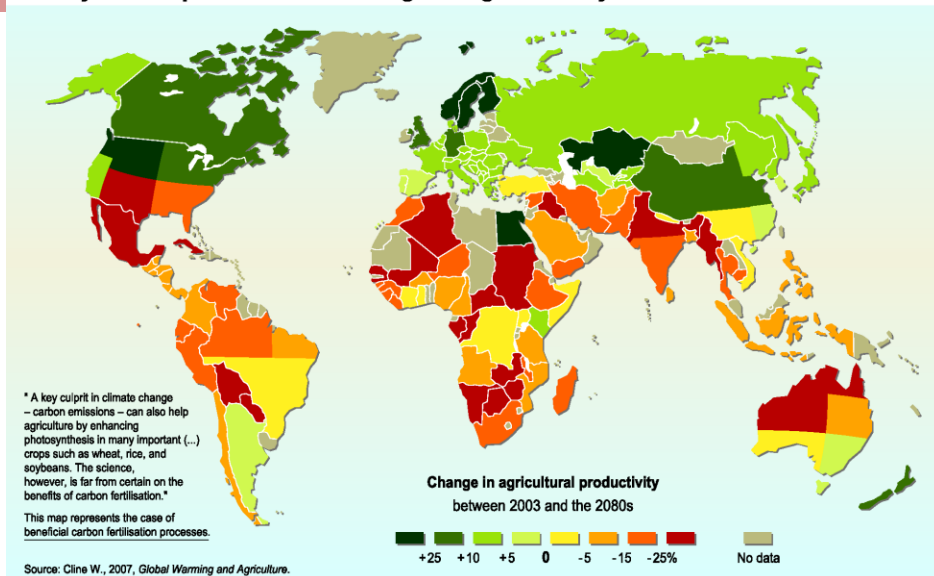 " A key culprit in climate change
– carbon emissions – can also help
agriculture by enhancing
photosynthesis in many important (...)
crops such as wheat, rice, and
soybeans. The science,
however, is far from certain on the
benefits of carbon fertilisation."
This map represents the case of
beneficial carbon fertilisation processes.
Source: Cline W., 2007, Global Warming and Agriculture.
Change in agricultural productivity
between 2003 and the 2080s
+25 +10 +5 0 -5 -15 -25% No data